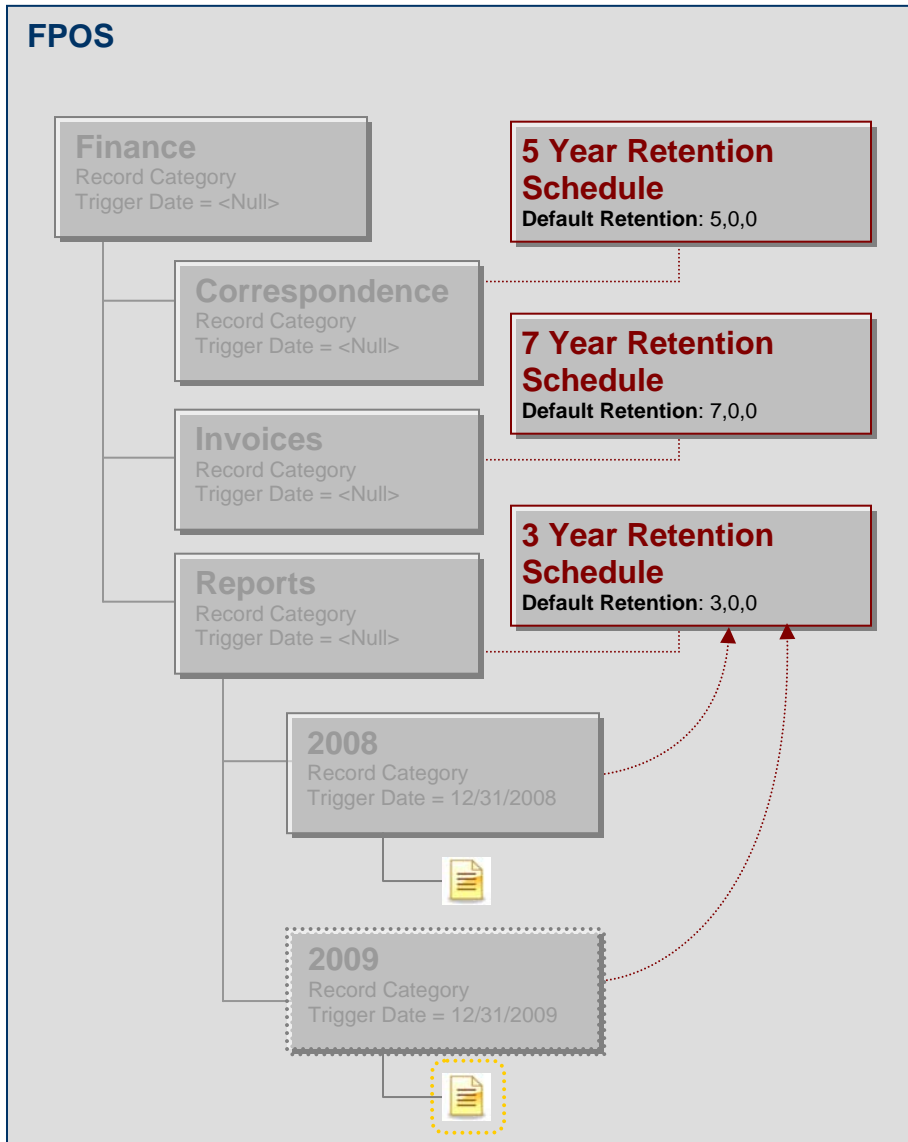 FPOS
Finance
Record Category
Trigger Date = <Null>
5 Year Retention
Schedule
Default Retention: 5,0,0
Correspondence
Record Category
Trigger Date = <Null>
7 Year Retention
Schedule
Default Retention: 7,0,0
Invoices
Record Category
Trigger Date = <Null>
3 Year Retention
Schedule
Default Retention: 3,0,0
Reports
Record Category
Trigger Date = <Null>
2008
Record Category
Trigger Date = 12/31/2008
2009
Record Category
Trigger Date = 12/31/2009